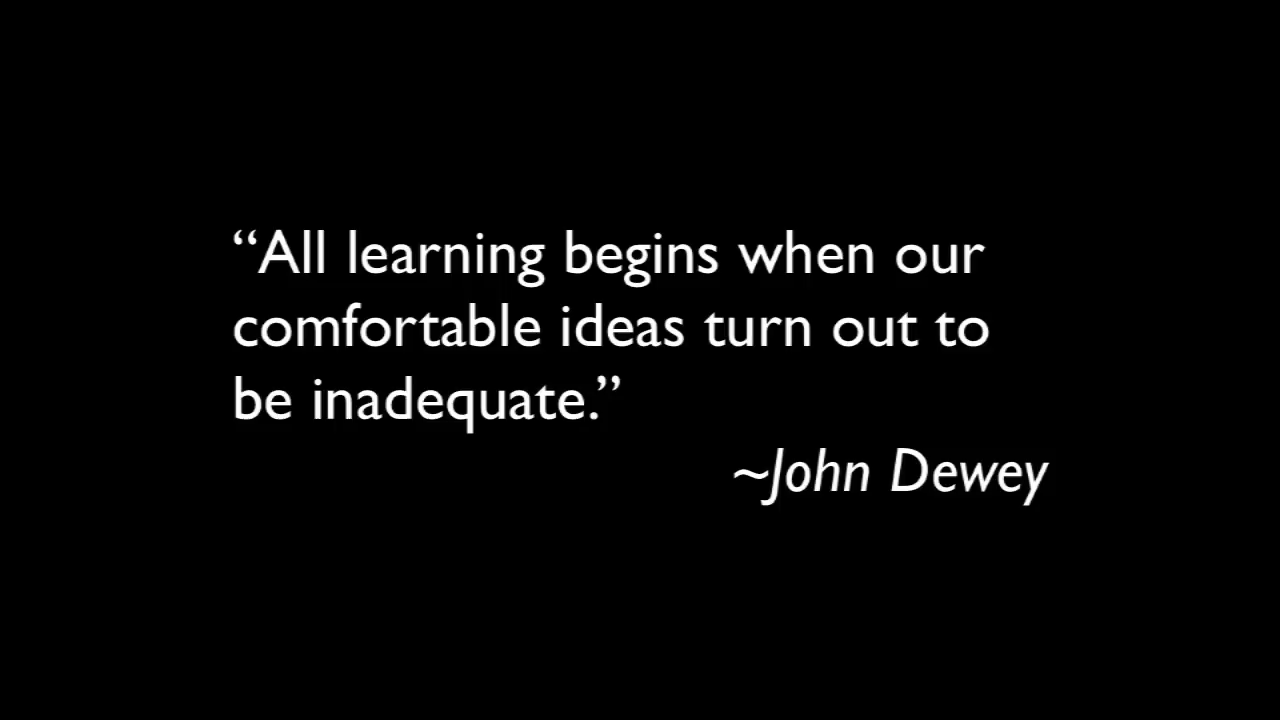 “All learning begins when our
comfortable ideas turn out to
be inadequate.”
~John Dewey